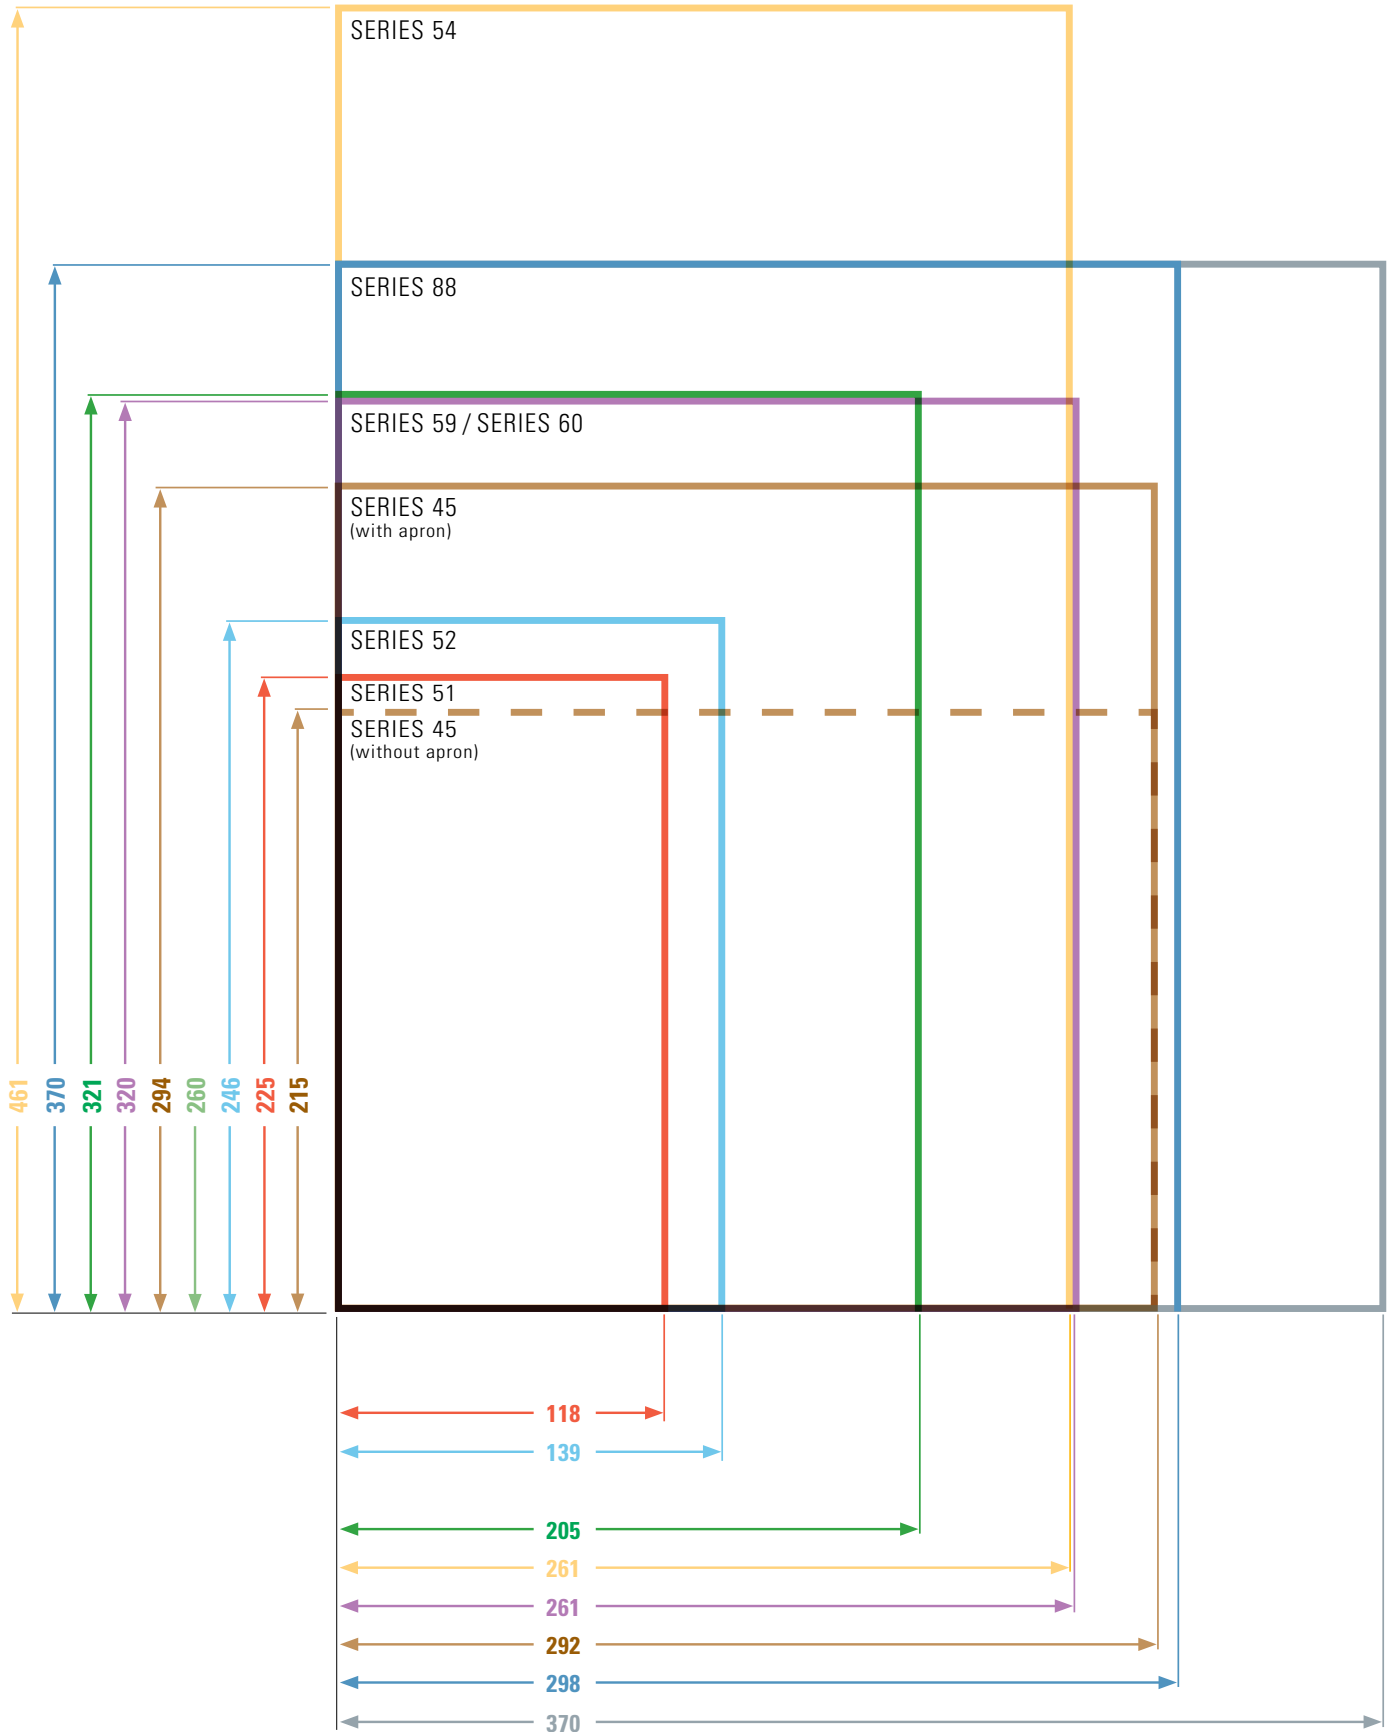 SERIES 54
SERIES 88
SERIES 59 / SERIES 60
SERIES 45
(with apron)
SERIES 52
SERIES 51
SERIES 45
(without apron)
461
370
321
320
294
260
246
225
215
118
139
205
261
261
292
298
370